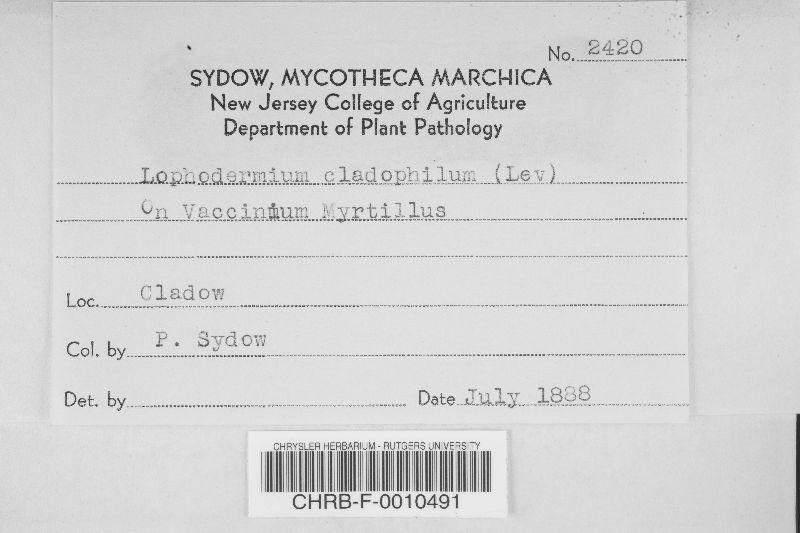 No. 2420
SYDOW, MYCOTHECA MARCHICA
New Jersey College of Agriculture
Department of Plant Pathology
Lophodermium cladophilum (Lev)
On Vaccinium Myrtillus
Loc. Cladow
Col. by P. Sydow
Det. by Date July 1888
CHRYSLER HERBARIUM - RUTGERS UNIVERSITY
CHRB-F-0010491